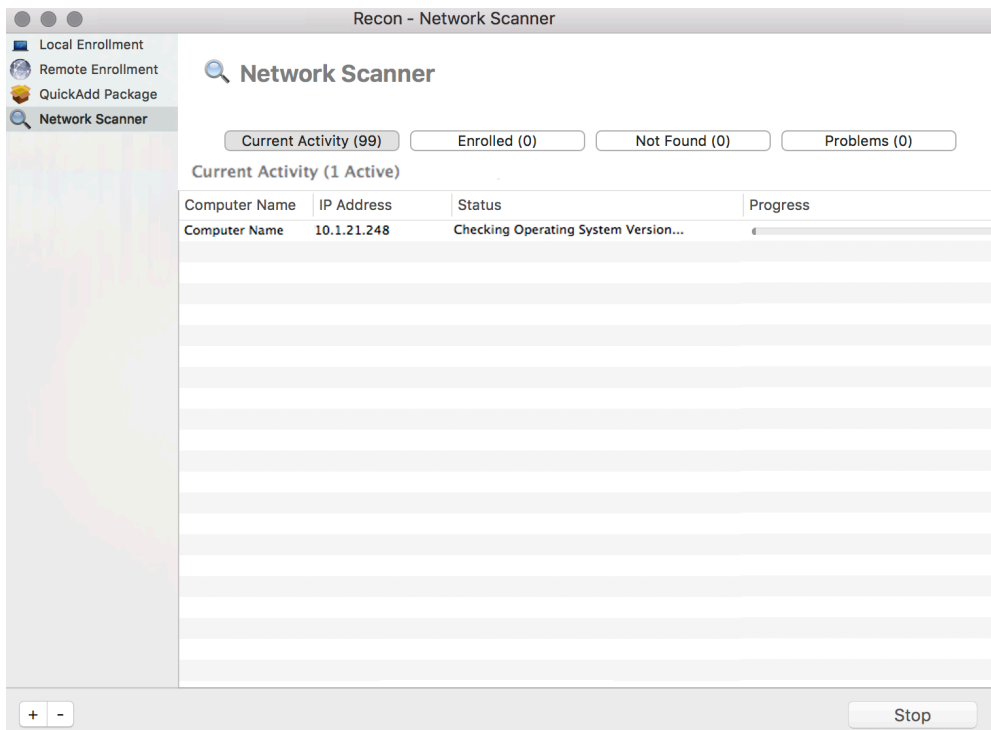 Recon - Network Scanner
Local Enrollment
Remote Enrollment
QuickAdd Package
Network Scanner
Network Scanner
Current Activity (99) Enrolled (0) Not Found (0) Problems (0)
Current Activity (1 Active)
Computer Name IP Address Status Progress
Computer Name 10.1.21.248 Checking Operating System Version...
+ - Stop